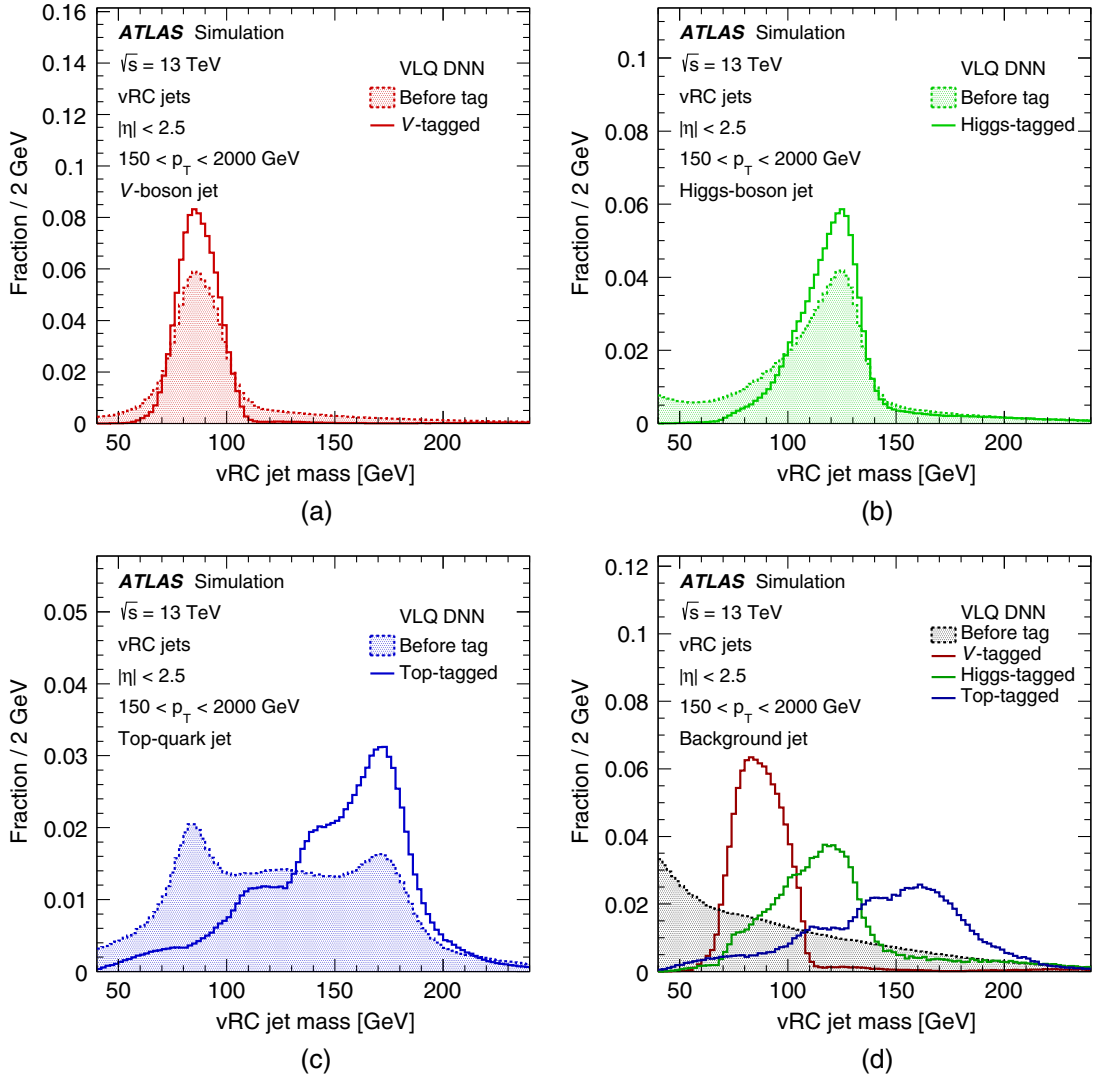 0.16
0.14
0.12
0.1
0.08
0.06
0.04
0.02
0
Fraction / 2 GeV
ATLAS Simulation
√s = 13 TeV
vRC jets
|η| < 2.5
150 < p_T < 2000 GeV
V-boson jet
VLQ DNN
Before tag
V-tagged
50 100 150 200
vRC jet mass [GeV]
(a)
0.1
0.08
0.06
0.04
0.02
0
Fraction / 2 GeV
ATLAS Simulation
√s = 13 TeV
vRC jets
|η| < 2.5
150 < p_T < 2000 GeV
Higgs-boson jet
VLQ DNN
Before tag
Higgs-tagged
50 100 150 200
vRC jet mass [GeV]
(b)
0.05
0.04
0.03
0.02
0.01
0
Fraction / 2 GeV
ATLAS Simulation
√s = 13 TeV
vRC jets
|η| < 2.5
150 < p_T < 2000 GeV
Top-quark jet
VLQ DNN
Before tag
Top-tagged
50 100 150 200
vRC jet mass [GeV]
(c)
0.12
0.1
0.08
0.06
0.04
0.02
0
Fraction / 2 GeV
ATLAS Simulation
√s = 13 TeV
vRC jets
|η| < 2.5
150 < p_T < 2000 GeV
Background jet
VLQ DNN
Before tag
V-tagged
Higgs-tagged
Top-tagged
50 100 150 200
vRC jet mass [GeV]
(d)